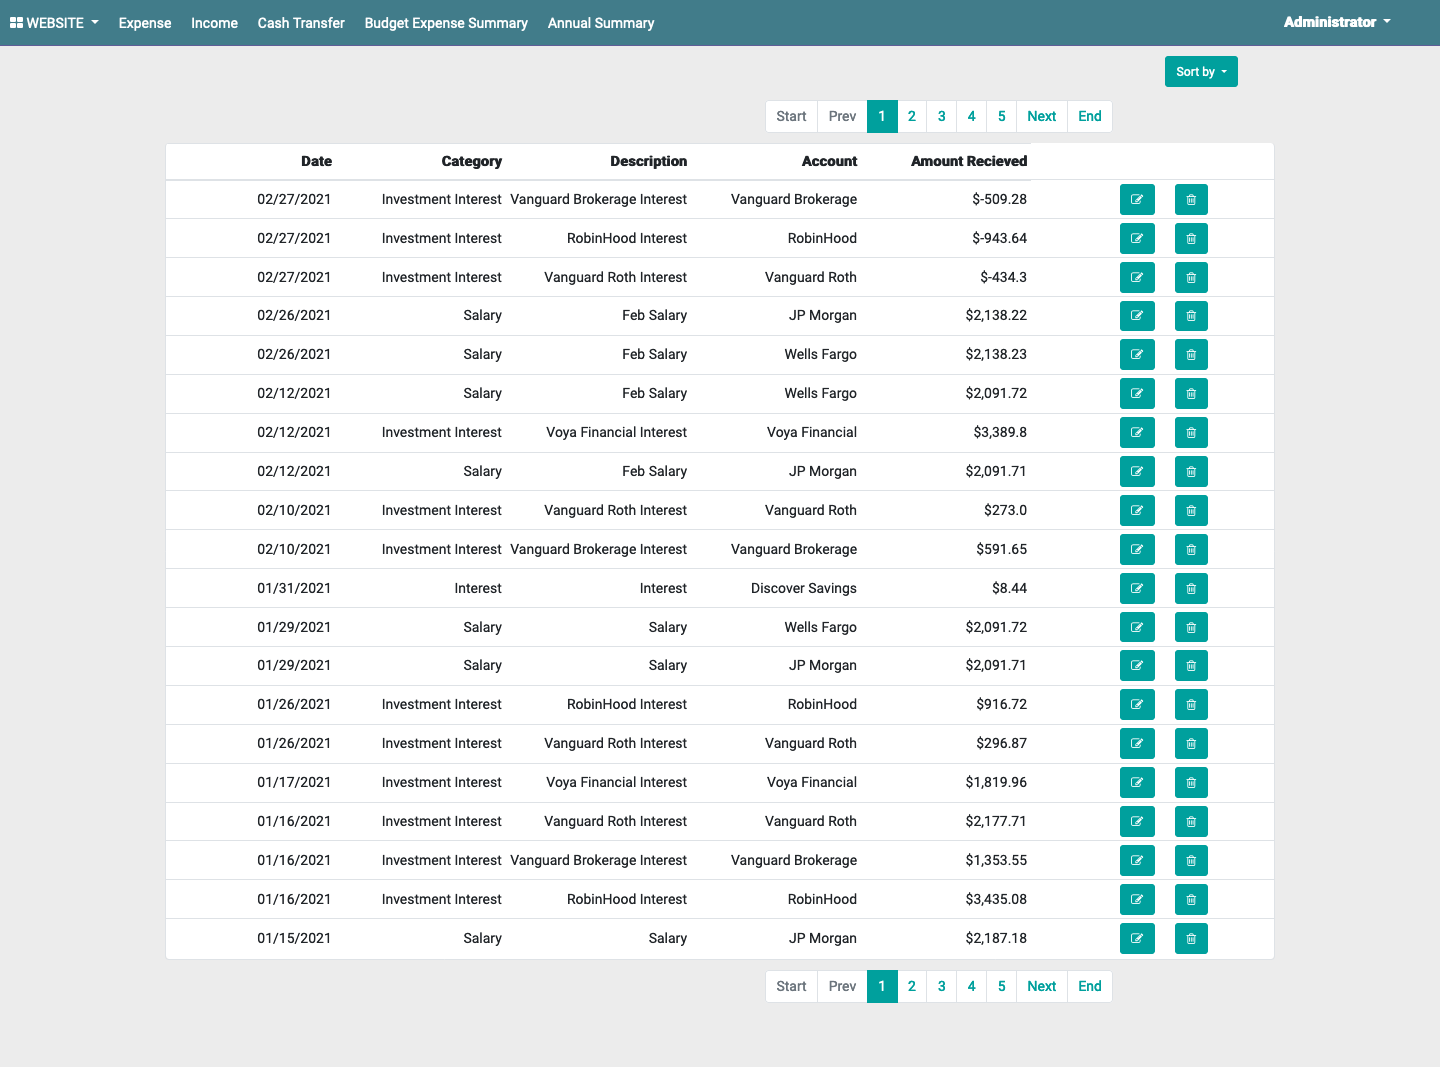 WEBSITE Expense Income Cash Transfer Budget Expense Summary Annual Summary Administrator
Sort by
Start Prev 1 2 3 4 5 Next End
Date Category Description Account Amount Recieved
02/27/2021 Investment Interest Vanguard Brokerage Interest Vanguard Brokerage $-509.28
02/27/2021 Investment Interest RobinHood Interest RobinHood $-943.64
02/27/2021 Investment Interest Vanguard Roth Interest Vanguard Roth $-434.3
02/26/2021 Salary Feb Salary JP Morgan $2,138.22
02/26/2021 Salary Feb Salary Wells Fargo $2,138.23
02/12/2021 Salary Feb Salary Wells Fargo $2,091.72
02/12/2021 Investment Interest Voya Financial Interest Voya Financial $3,389.8
02/12/2021 Salary Feb Salary JP Morgan $2,091.71
02/10/2021 Investment Interest Vanguard Roth Interest Vanguard Roth $273.0
02/10/2021 Investment Interest Vanguard Brokerage Interest Vanguard Brokerage $591.65
01/31/2021 Interest Interest Discover Savings $8.44
01/29/2021 Salary Salary Wells Fargo $2,091.72
01/29/2021 Salary Salary JP Morgan $2,091.71
01/26/2021 Investment Interest RobinHood Interest RobinHood $916.72
01/26/2021 Investment Interest Vanguard Roth Interest Vanguard Roth $296.87
01/17/2021 Investment Interest Voya Financial Interest Voya Financial $1,819.96
01/16/2021 Investment Interest Vanguard Roth Interest Vanguard Roth $2,177.71
01/16/2021 Investment Interest Vanguard Brokerage Interest Vanguard Brokerage $1,353.55
01/16/2021 Investment Interest RobinHood Interest RobinHood $3,435.08
01/15/2021 Salary Salary JP Morgan $2,187.18
Start Prev 1 2 3 4 5 Next End